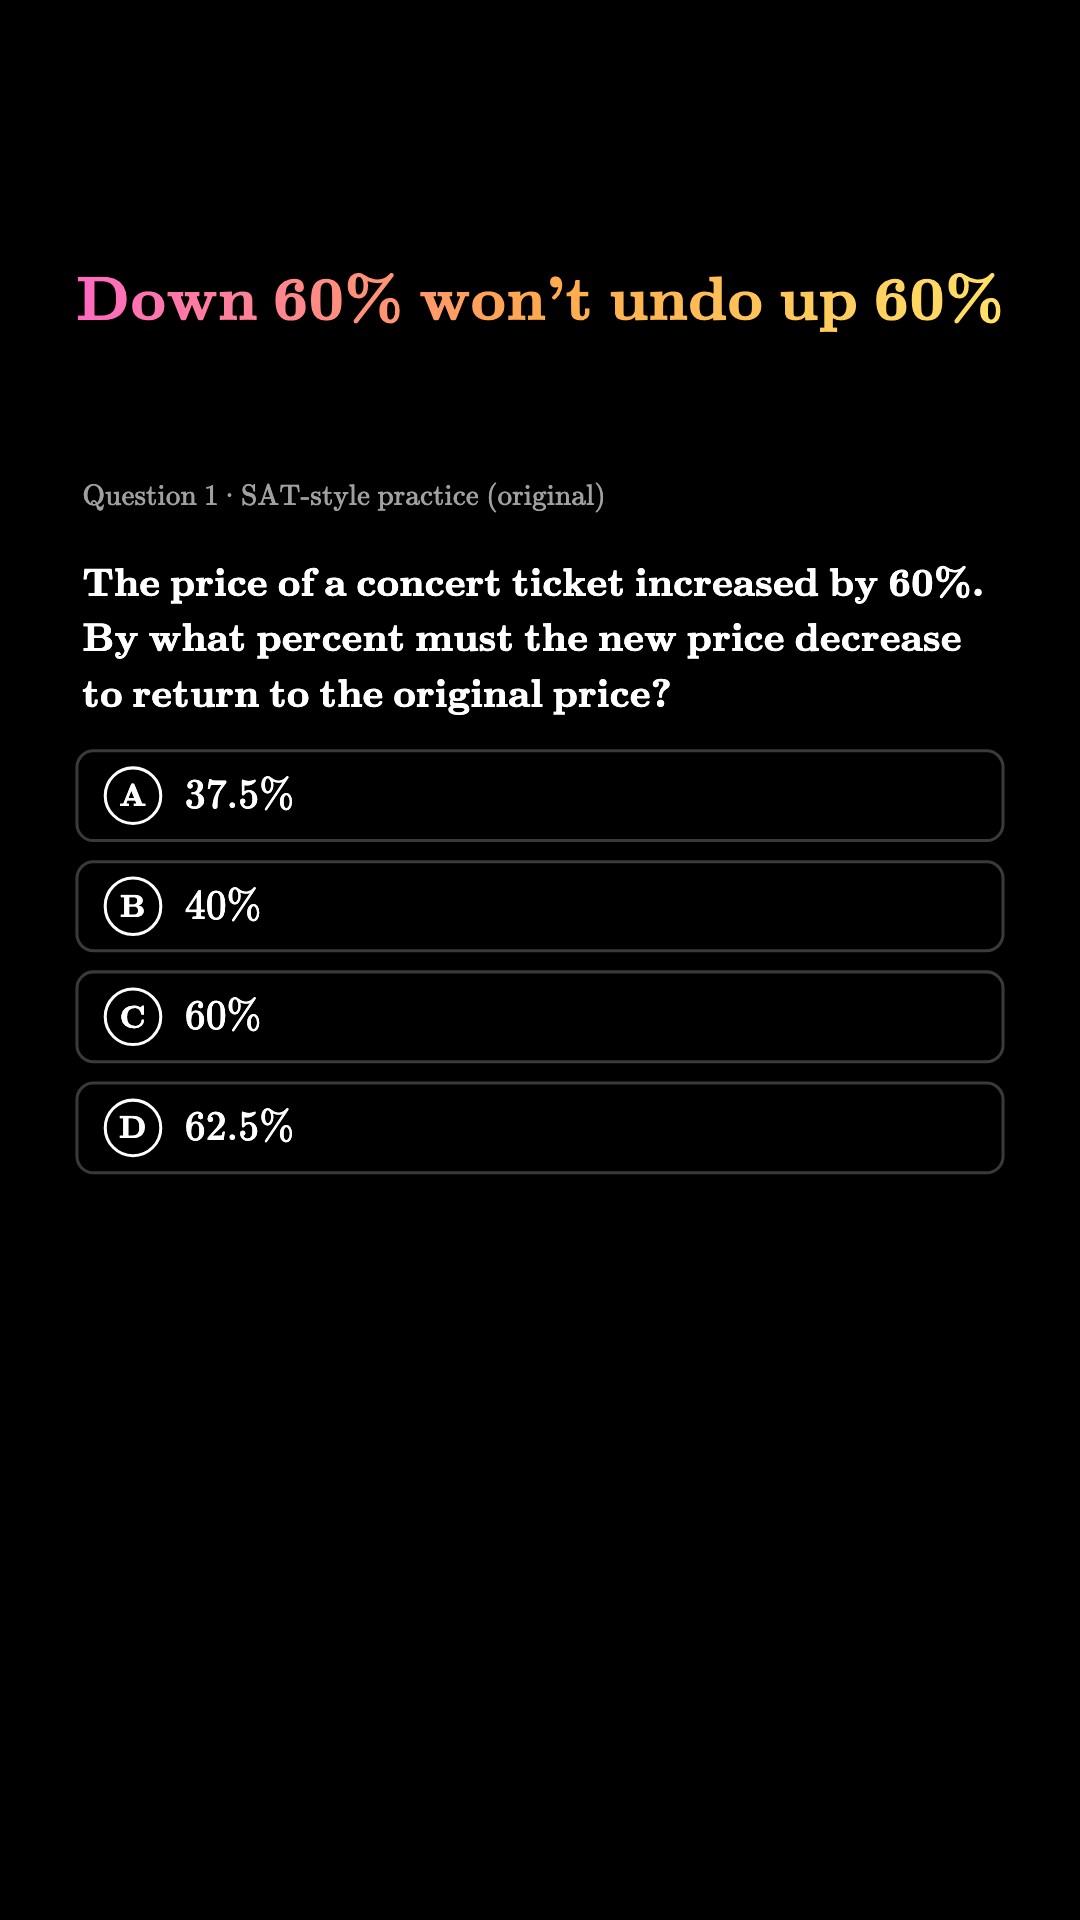 Down 60% won’t undo up 60%
Question 1 · SAT-style practice (original)
The price of a concert ticket increased by 60%.
By what percent must the new price decrease
to return to the original price?
A 37.5%
B 40%
C 60%
D 62.5%